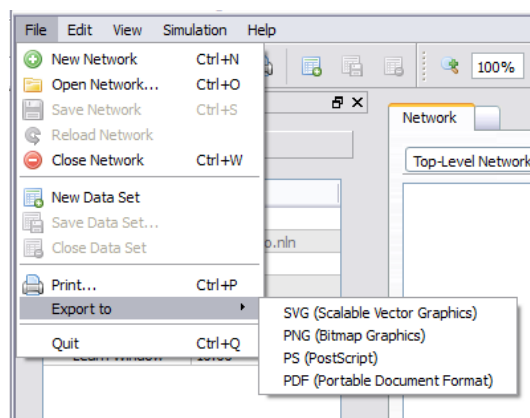 File Edit View Simulation Help
New Network Ctrl+N
Open Network... Ctrl+O
Save Network Ctrl+S
Reload Network
Close Network Ctrl+W
New Data Set
Save Data Set...
Close Data Set
Print... Ctrl+P
Export to
Quit Ctrl+Q
SVG (Scalable Vector Graphics)
PNG (Bitmap Graphics)
PS (PostScript)
PDF (Portable Document Format)
100%
Network
Top-Level Network
o.nln